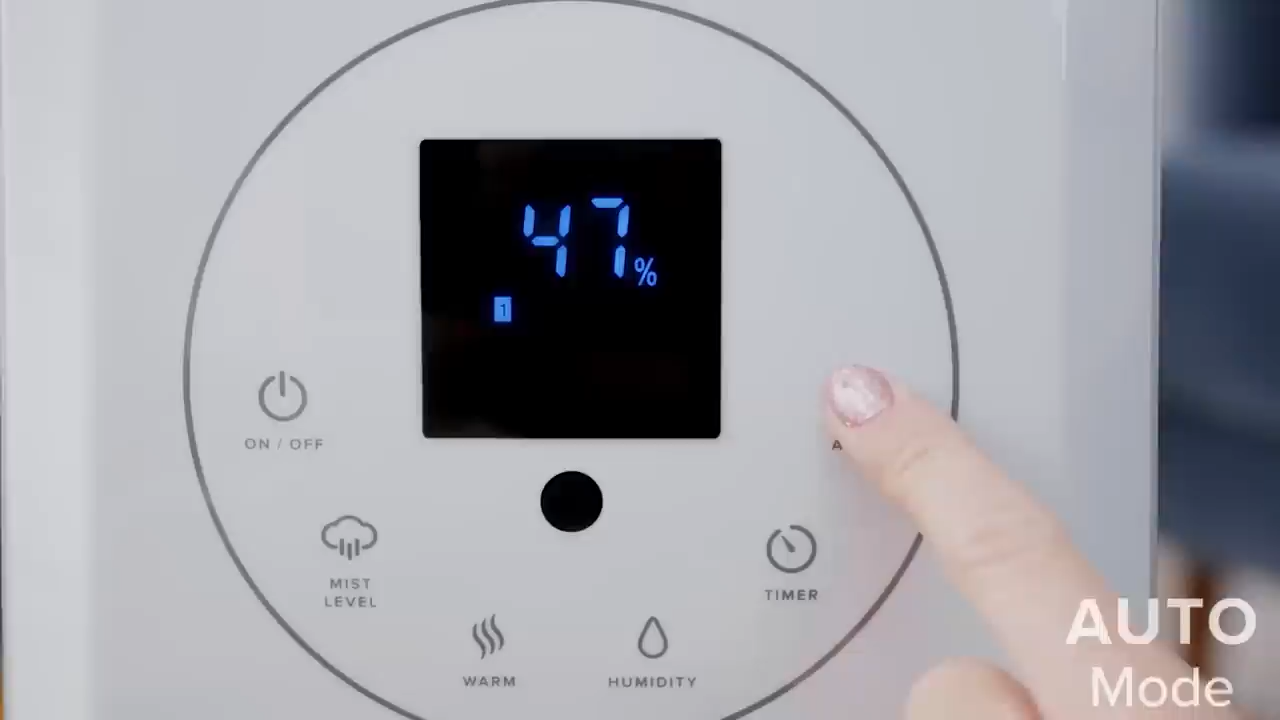 47%
1
ON / OFF
A
MIST
LEVEL
TIMER
WARM
HUMIDITY
AUTO
Mode